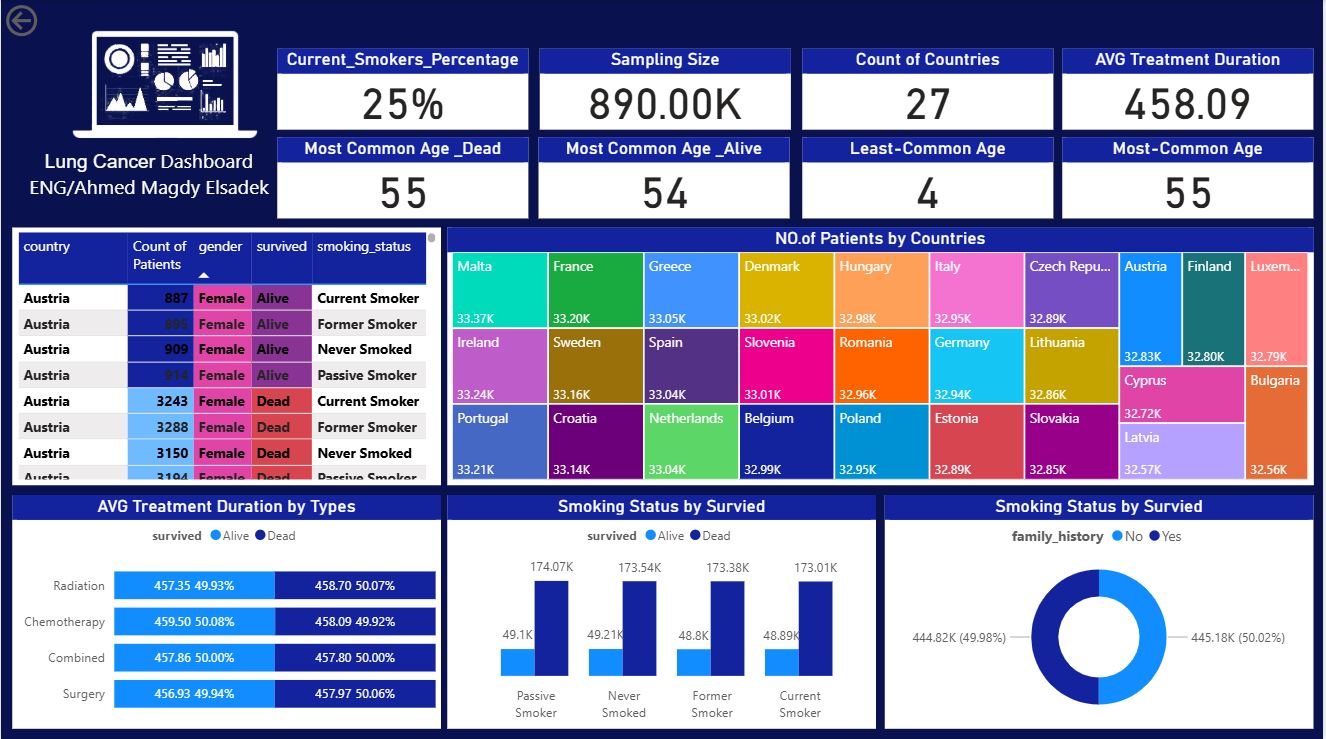 Lung Cancer Dashboard
ENG/Ahmed Magdy Elsadek
Current_Smokers_Percentage
25%
Sampling Size
890.00K
Count of Countries
27
AVG Treatment Duration
458.09
Most Common Age _Dead
55
Most Common Age _Alive
54
Least-Common Age
4
Most-Common Age
55
country Count of Patients gender survived smoking_status
Austria 887 Female Alive Current Smoker
Austria 895 Female Alive Former Smoker
Austria 909 Female Alive Never Smoked
Austria 914 Female Alive Passive Smoker
Austria 3243 Female Dead Current Smoker
Austria 3288 Female Dead Former Smoker
Austria 3150 Female Dead Never Smoked
Austria 3194 Female Dead Passive Smoker
NO.of Patients by Countries
Malta
33.37K
France
33.20K
Greece
33.05K
Denmark
33.02K
Hungary
32.98K
Italy
32.95K
Czech Repu...
32.89K
Austria
32.83K
Finland
32.80K
Luxem...
32.79K
Ireland
33.24K
Sweden
33.16K
Spain
33.04K
Slovenia
33.01K
Romania
32.96K
Germany
32.94K
Lithuania
32.86K
Cyprus
32.72K
Bulgaria
32.56K
Portugal
33.21K
Croatia
33.14K
Netherlands
33.04K
Belgium
32.99K
Poland
32.95K
Estonia
32.89K
Slovakia
32.85K
Latvia
32.57K
AVG Treatment Duration by Types
survived Alive Dead
Radiation 457.35 49.93% 458.70 50.07%
Chemotherapy 459.50 50.08% 458.09 49.92%
Combined 457.86 50.00% 457.80 50.00%
Surgery 456.93 49.94% 457.97 50.06%
Smoking Status by Survied
survived Alive Dead
174.07K 173.54K 173.38K 173.01K
49.1K 49.21K 48.8K 48.89K
Passive Smoker
Never Smoked
Former Smoker
Current Smoker
Smoking Status by Survied
family_history No Yes
444.82K (49.98%)
445.18K (50.02%)